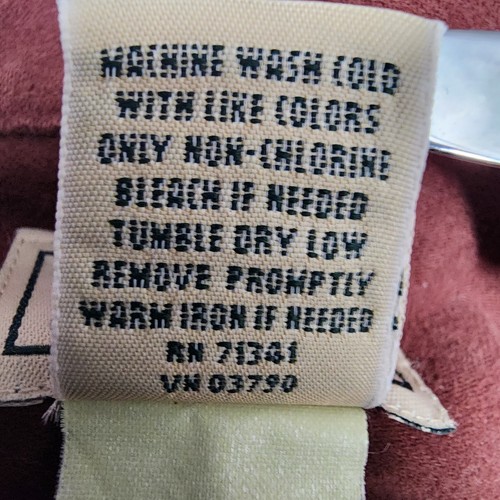 MACHINE WASH COLD
WITH LIKE COLORS
ONLY NON-CHLORINE
BLEACH IF NEEDED
TUMBLE DRY LOW
REMOVE PROMPTLY
WARM IRON IF NEEDED
RN 71341
VN 03790